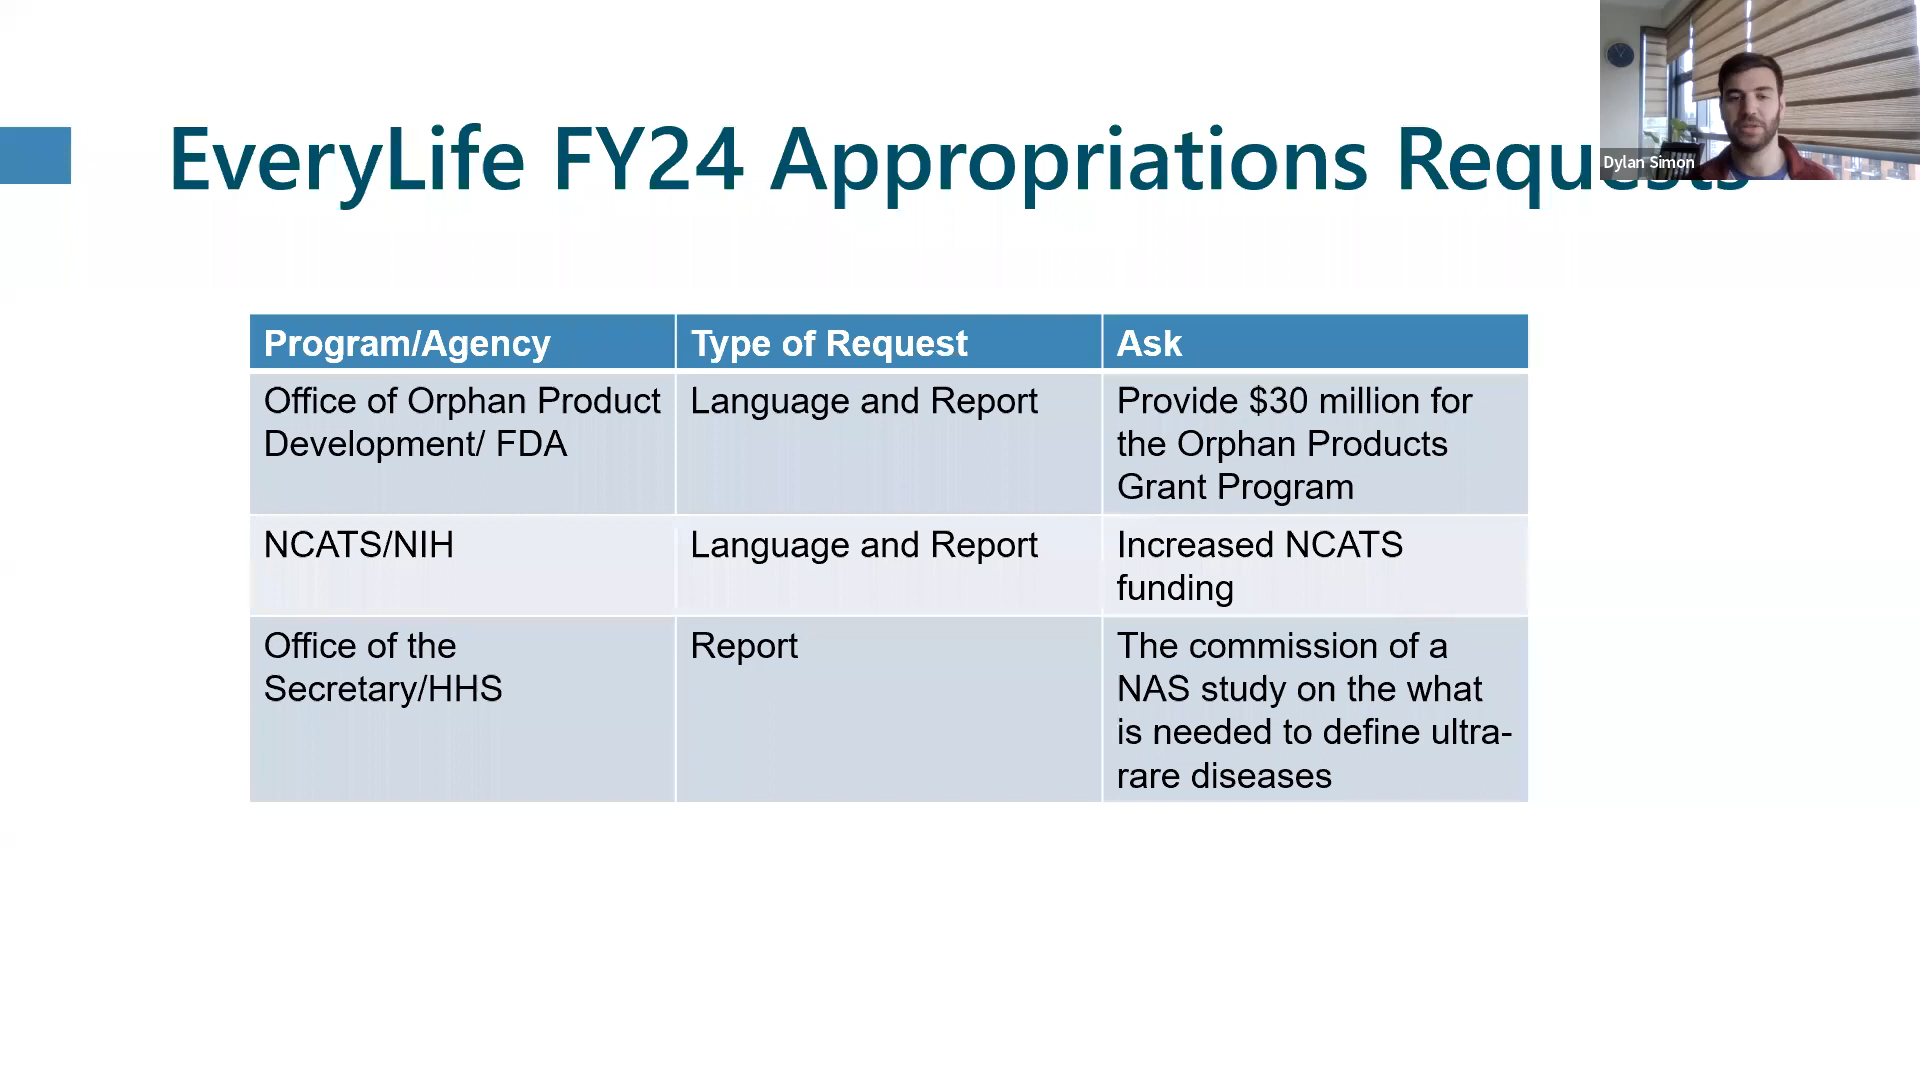 EveryLife FY24 Appropriations Requests
Dylan Simon
Program/Agency
Type of Request
Ask
Office of Orphan Product
Development/ FDA
Language and Report
Provide $30 million for
the Orphan Products
Grant Program
NCATS/NIH
Language and Report
Increased NCATS
funding
Office of the
Secretary/HHS
Report
The commission of a
NAS study on the what
is needed to define ultra-
rare diseases